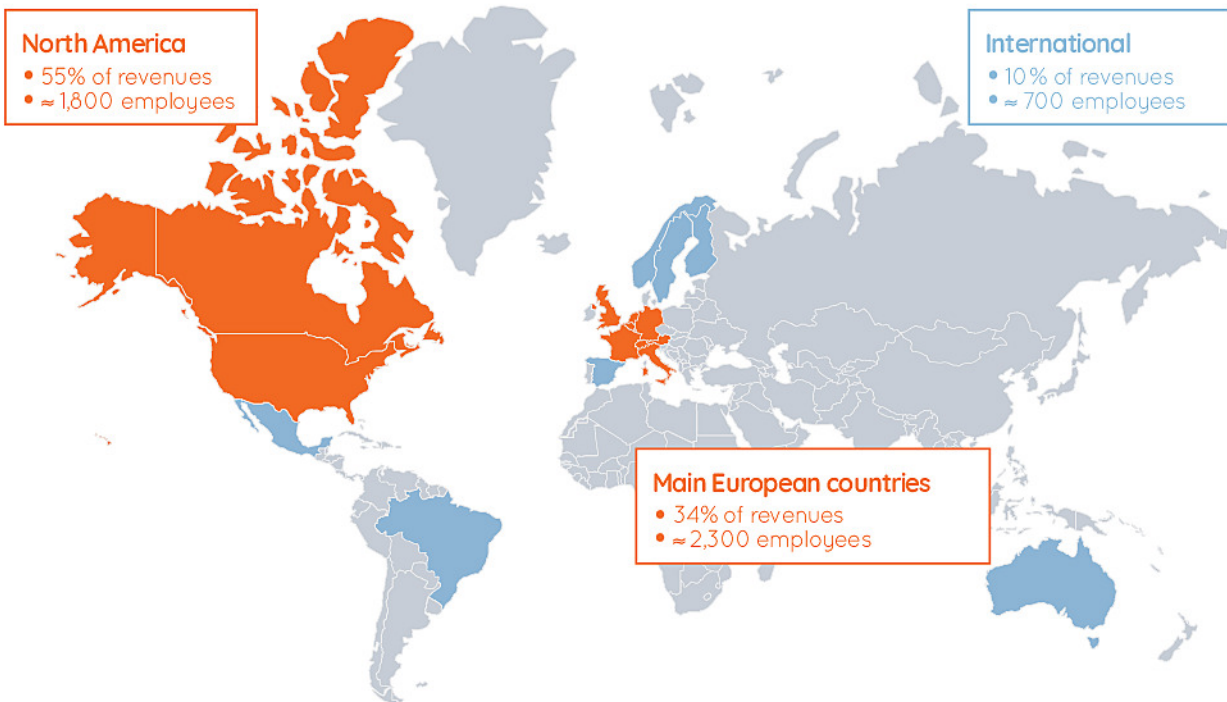 North America
• 55% of revenues
• ≈ 1,800 employees
International
• 10% of revenues
• ≈ 700 employees
Main European countries
• 34% of revenues
• ≈ 2,300 employees